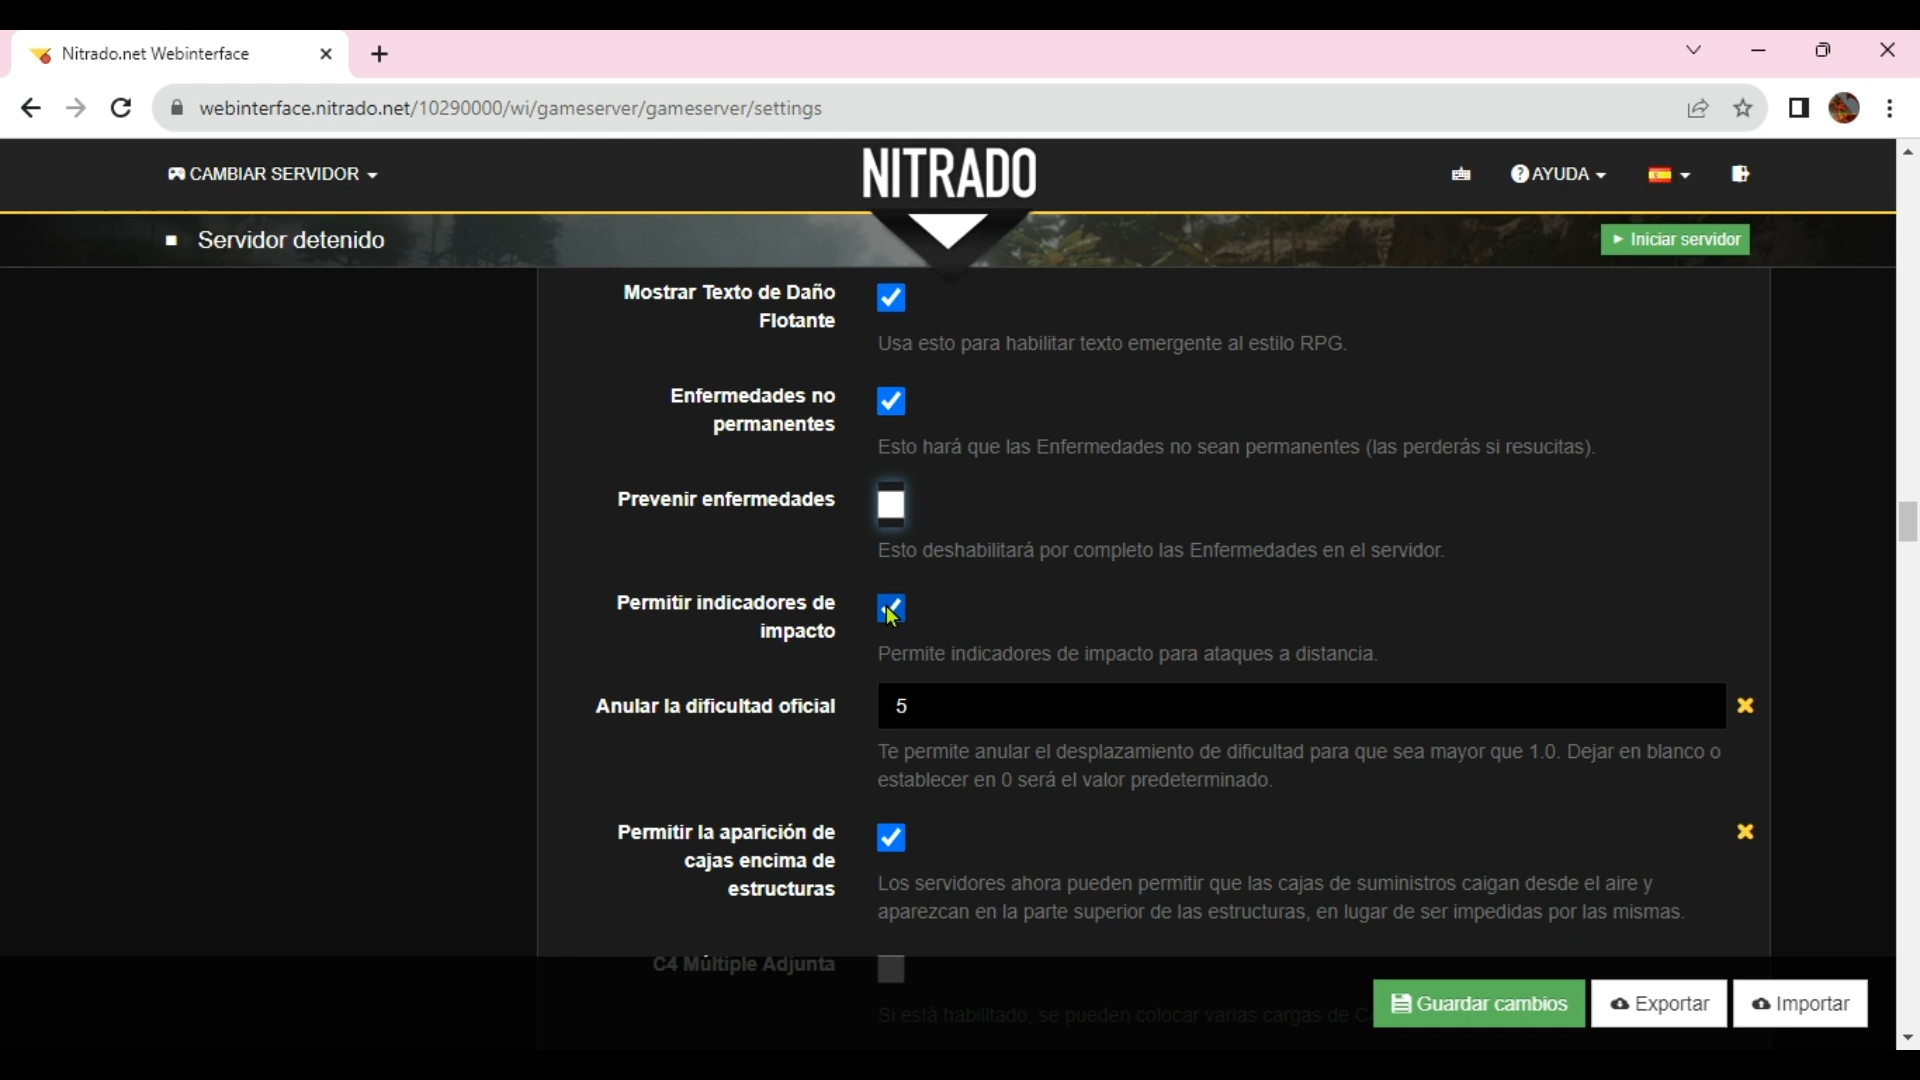 Nitrado.net Webinterface
webinterface.nitrado.net/10290000/wi/gameserver/gameserver/settings
CAMBIAR SERVIDOR
NITRADO
AYUDA
Servidor detenido
Iniciar servidor
Mostrar Texto de Daño
Flotante
Usa esto para habilitar texto emergente al estilo RPG.
Enfermedades no
permanentes
Esto hará que las Enfermedades no sean permanentes (las perderás si resucitas).
Prevenir enfermedades
Esto deshabilitará por completo las Enfermedades en el servidor.
Permitir indicadores de
impacto
Permite indicadores de impacto para ataques a distancia.
Anular la dificultad oficial
5
Te permite anular el desplazamiento de dificultad para que sea mayor que 1.0. Dejar en blanco o
establecer en 0 será el valor predeterminado.
Permitir la aparición de
cajas encima de
estructuras
Los servidores ahora pueden permitir que las cajas de suministros caigan desde el aire y
aparezcan en la parte superior de las estructuras, en lugar de ser impedidas por las mismas.
C4 Múltiple Adjunta
Si está habilitado, se pueden colocar varias cargas de
Guardar cambios
Exportar
Importar